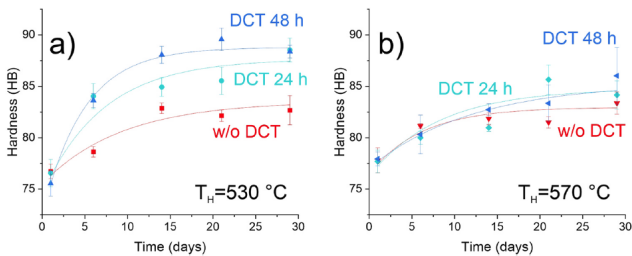 a)
DCT 48 h
DCT 24 h
w/o DCT
T_H=530 °C
Hardness (HB)
90
85
80
75
0 5 10 15 20 25 30
Time (days)
b)
DCT 48 h
DCT 24 h
w/o DCT
T_H=570 °C
Hardness (HB)
90
85
80
75
0 5 10 15 20 25 30
Time (days)